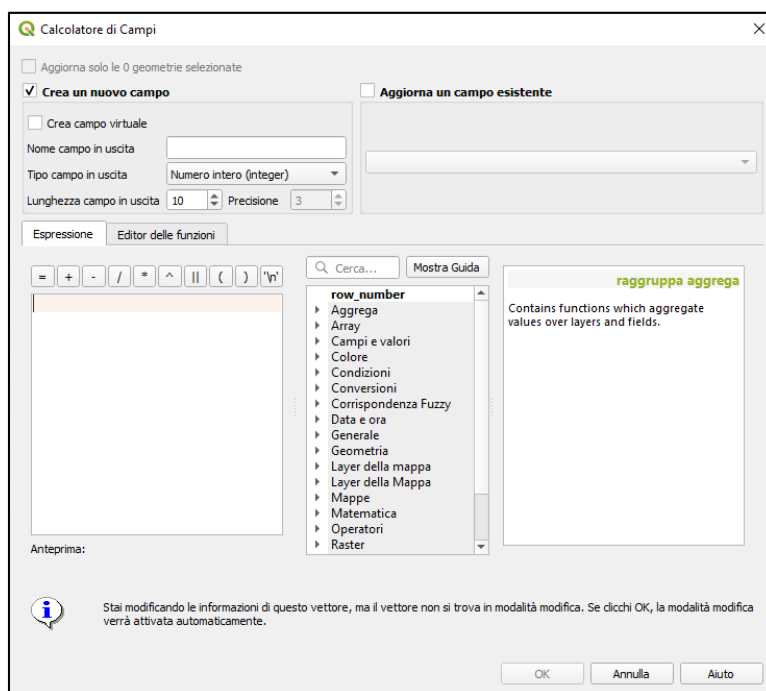 Calcolatore di Campi
Aggiorna solo le 0 geometrie selezionate
Crea un nuovo campo
Aggiorna un campo esistente
Crea campo virtuale
Nome campo in uscita
Tipo campo in uscita Numero intero (integer)
Lunghezza campo in uscita 10 Precisione 3
Espressione Editor delle funzioni
= + - / * ^ || ( ) '\n'
Cerca... Mostra Guida
row_number
Aggrega
Array
Campi e valori
Colore
Condizioni
Conversioni
Corrispondenza Fuzzy
Data e ora
Generale
Geometria
Layer della mappa
Layer della Mappa
Mappe
Matematica
Operatori
Raster
raggruppa aggrega
Contains functions which aggregate
values over layers and fields.
Anteprima:
Stai modificando le informazioni di questo vettore, ma il vettore non si trova in modalità modifica. Se clicchi OK, la modalità modifica
verrà attivata automaticamente.
OK Annulla Aiuto